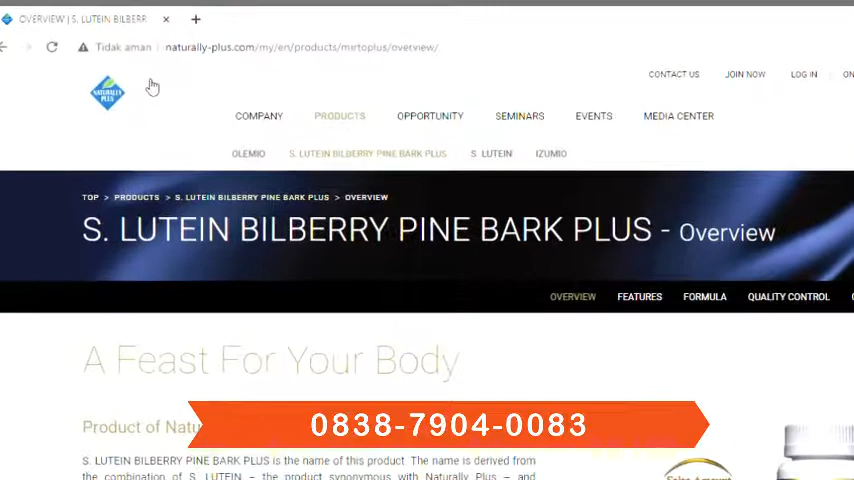 OVERVIEW | S. LUTEIN BILBERR
Tidak aman | naturally-plus.com/my/en/products/mirtoplus/overview/
CONTACT US JOIN NOW LOG IN
NATURALLY PLUS
COMPANY PRODUCTS OPPORTUNITY SEMINARS EVENTS MEDIA CENTER
OLEMIO S. LUTEIN BILBERRY PINE BARK PLUS S. LUTEIN IZUMIO
TOP > PRODUCTS > S. LUTEIN BILBERRY PINE BARK PLUS > OVERVIEW
S. LUTEIN BILBERRY PINE BARK PLUS - Overview
OVERVIEW FEATURES FORMULA QUALITY CONTROL
A Feast For Your Body
0838-7904-0083
Product of Natu
S. LUTEIN BILBERRY PINE BARK PLUS is the name of this product. The name is derived from
the combination of S. LUTEIN – the product synonymous with Naturally Plus – and